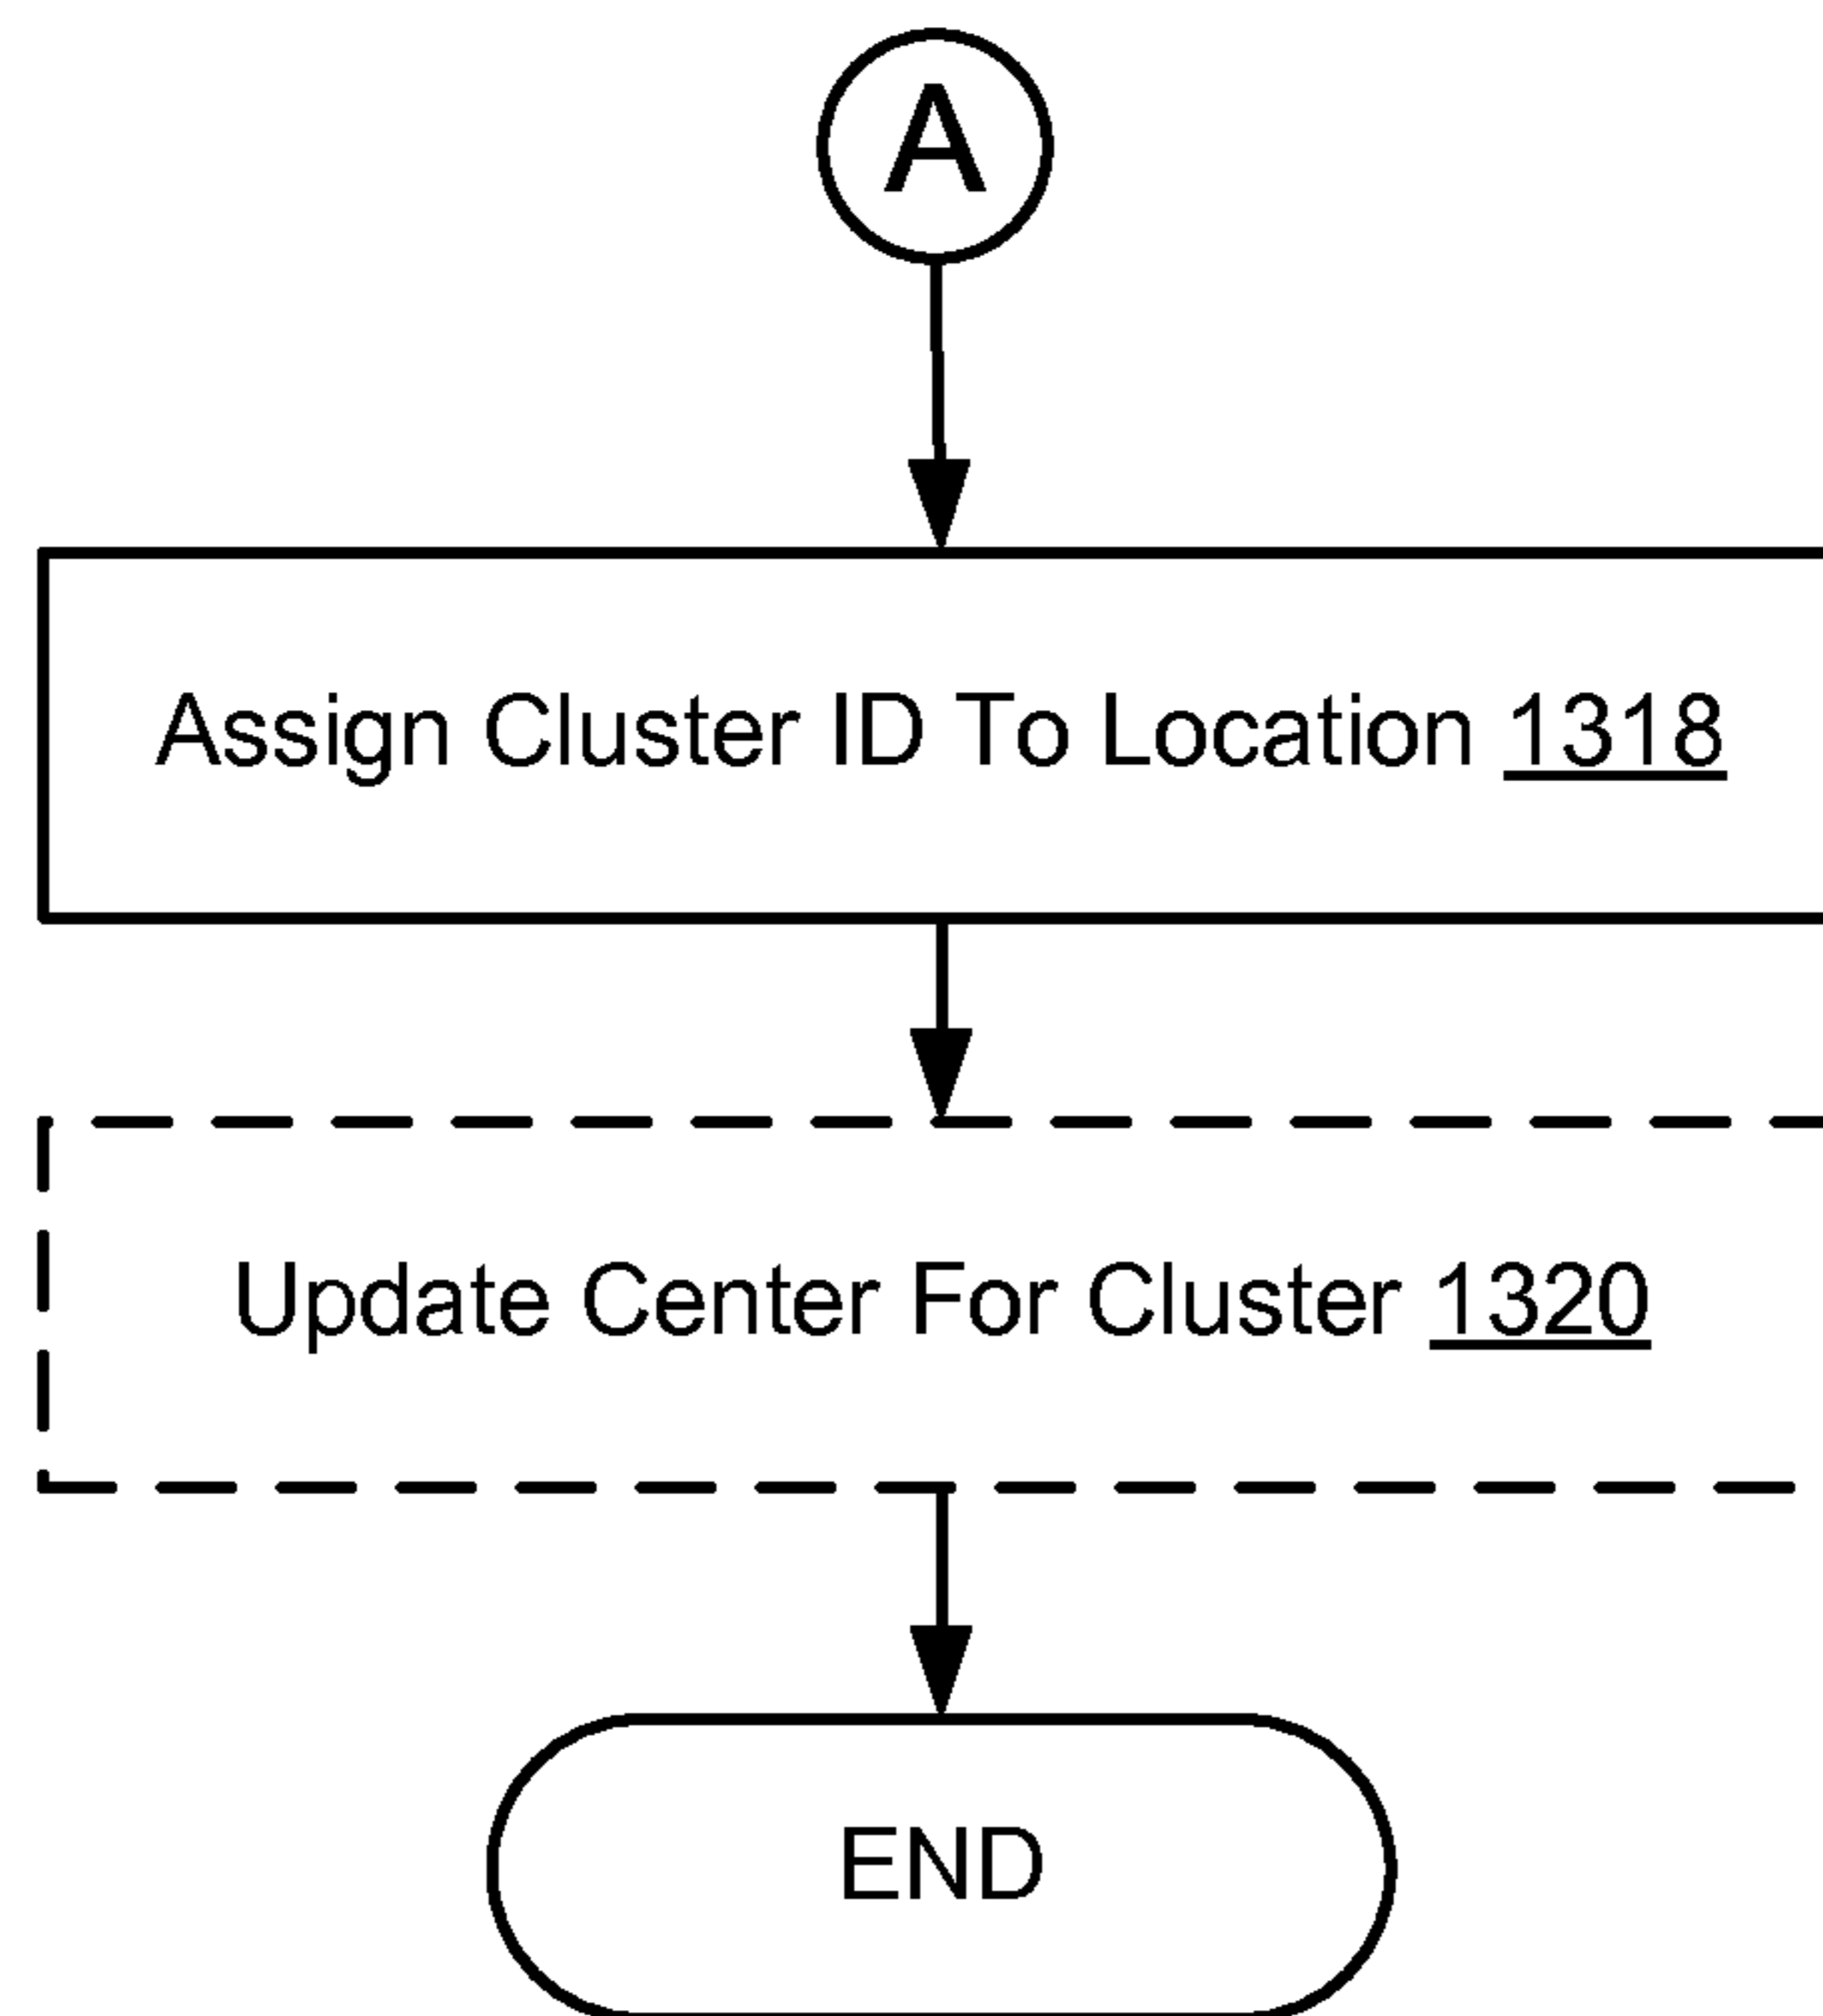 A
Assign Cluster ID To Location 1318
Update Center For Cluster 1320
END